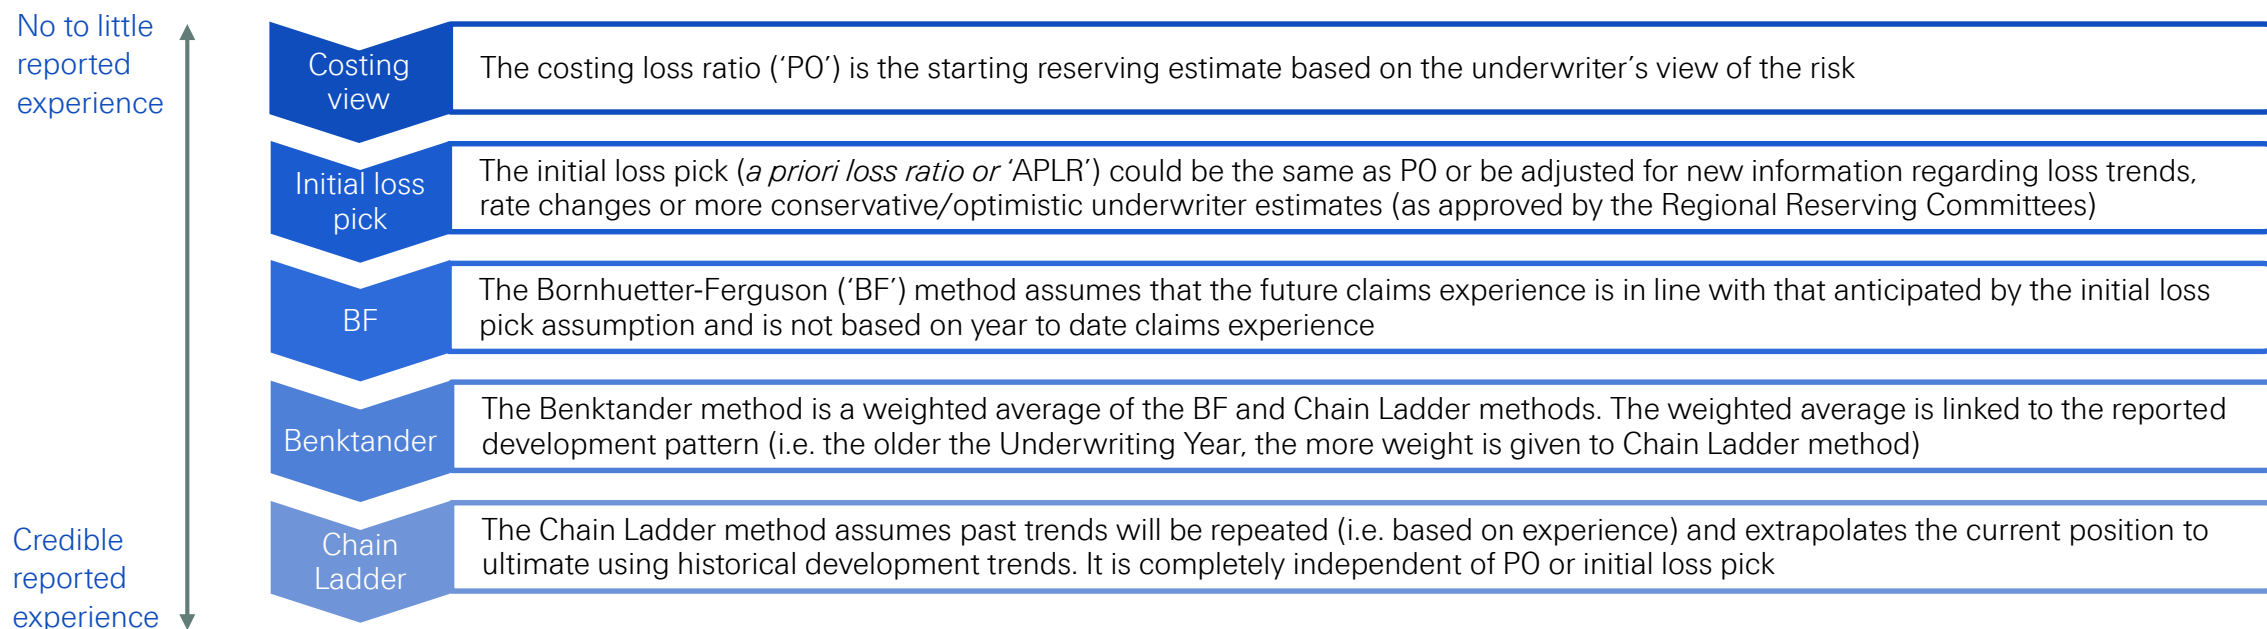 No to little
reported
experience
Costing
view
The costing loss ratio (‘P0’) is the starting reserving estimate based on the underwriter’s view of the risk
Initial loss
pick
The initial loss pick (a priori loss ratio or ‘APLR’) could be the same as P0 or be adjusted for new information regarding loss trends,
rate changes or more conservative/optimistic underwriter estimates (as approved by the Regional Reserving Committees)
BF
The Bornhuetter-Ferguson (‘BF’) method assumes that the future claims experience is in line with that anticipated by the initial loss
pick assumption and is not based on year to date claims experience
Benktander
The Benktander method is a weighted average of the BF and Chain Ladder methods. The weighted average is linked to the reported
development pattern (i.e. the older the Underwriting Year, the more weight is given to Chain Ladder method)
Chain
Ladder
The Chain Ladder method assumes past trends will be repeated (i.e. based on experience) and extrapolates the current position to
ultimate using historical development trends. It is completely independent of P0 or initial loss pick
Credible
reported
experience